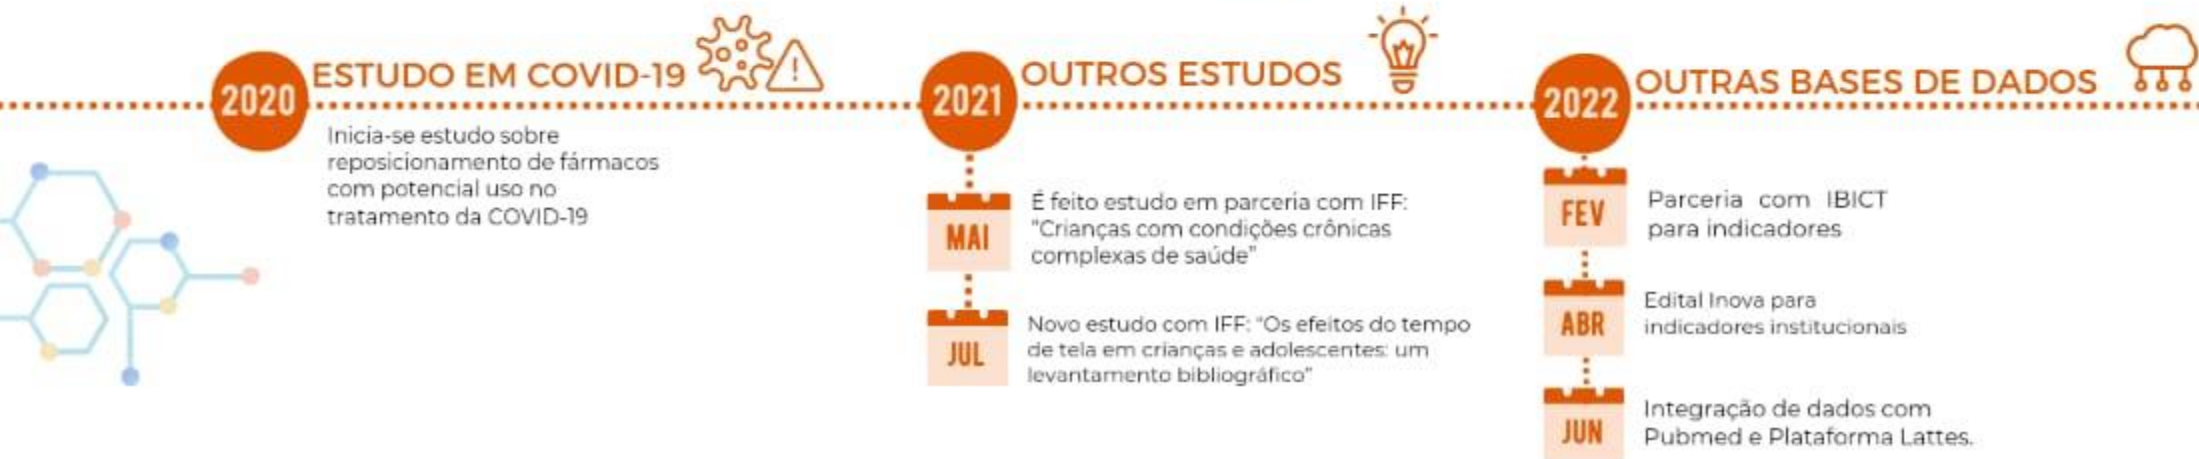 2020
ESTUDO EM COVID-19
Inicia-se estudo sobre
reposicionamento de fármacos
com potencial uso no
tratamento da COVID-19
2021
OUTROS ESTUDOS
MAI
É feito estudo em parceria com IFF:
"Crianças com condições crônicas
complexas de saúde"
JUL
Novo estudo com IFF: "Os efeitos do tempo
de tela em crianças e adolescentes: um
levantamento bibliográfico"
2022
OUTRAS BASES DE DADOS
FEV
Parceria com IBICT
para indicadores
ABR
Edital Inova para
indicadores institucionais
JUN
Integração de dados com
Pubmed e Plataforma Lattes.